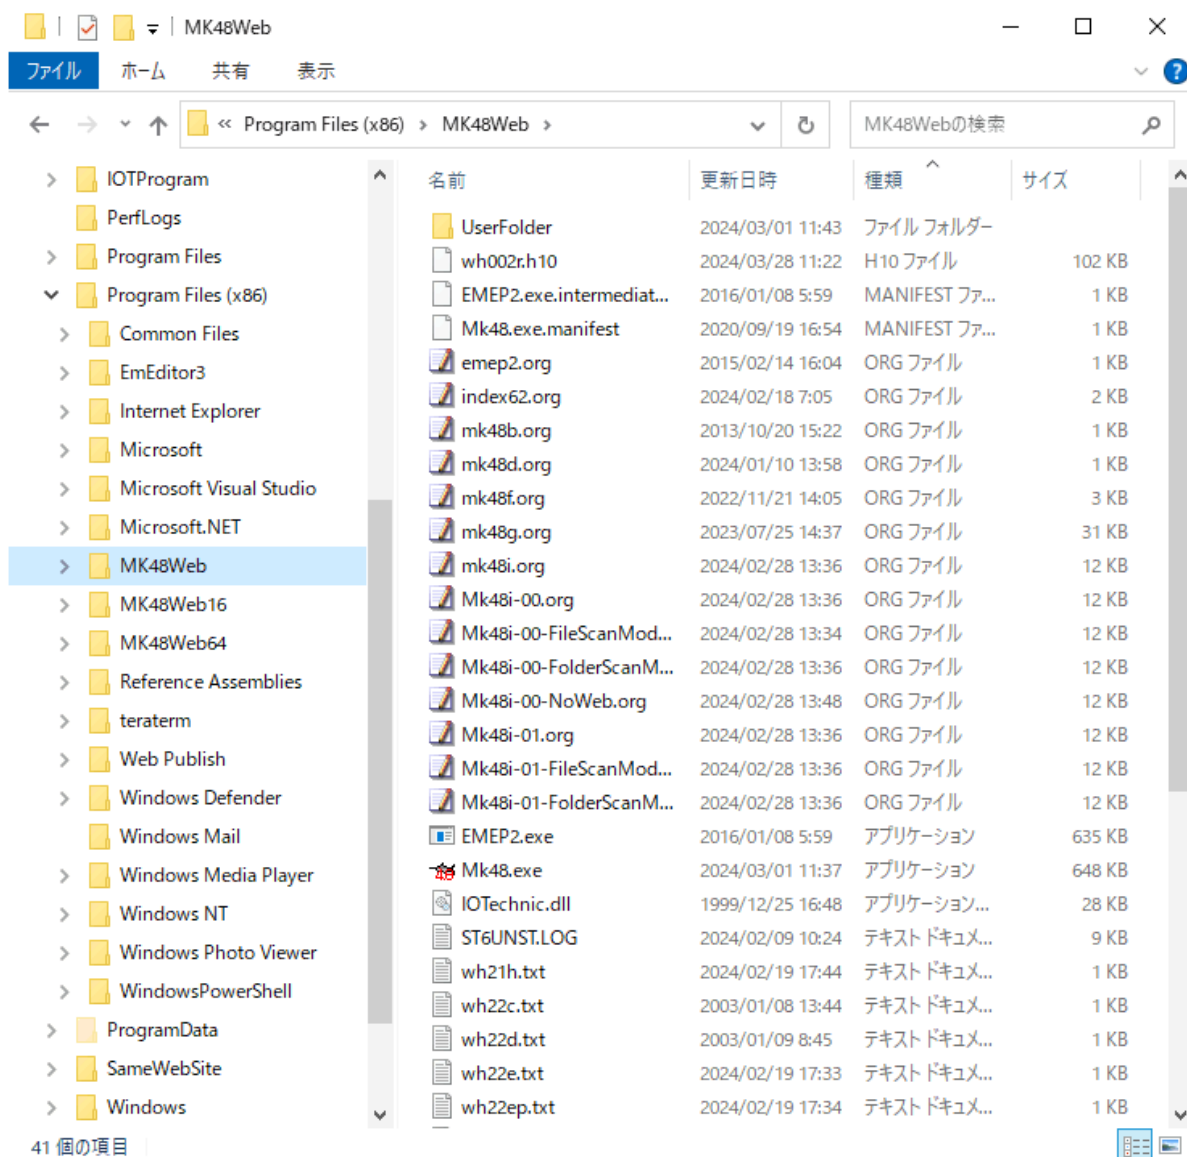 MK48Web
ファイル ホーム 共有 表示
« Program Files (x86) › MK48Web ›
MK48Webの検索
IOTProgram
PerfLogs
Program Files
Program Files (x86)
Common Files
EmEditor3
Internet Explorer
Microsoft
Microsoft Visual Studio
Microsoft.NET
MK48Web
MK48Web16
MK48Web64
Reference Assemblies
teraterm
Web Publish
Windows Defender
Windows Mail
Windows Media Player
Windows NT
Windows Photo Viewer
WindowsPowerShell
ProgramData
SameWebSite
Windows
名前 更新日時 種類 サイズ
UserFolder 2024/03/01 11:43 ファイル フォルダー
wh002r.h10 2024/03/28 11:22 H10 ファイル 102 KB
EMEP2.exe.intermediat... 2016/01/08 5:59 MANIFEST ファ... 1 KB
Mk48.exe.manifest 2020/09/19 16:54 MANIFEST ファ... 1 KB
emep2.org 2015/02/14 16:04 ORG ファイル 1 KB
index62.org 2024/02/18 7:05 ORG ファイル 2 KB
mk48b.org 2013/10/20 15:22 ORG ファイル 1 KB
mk48d.org 2024/01/10 13:58 ORG ファイル 1 KB
mk48f.org 2022/11/21 14:05 ORG ファイル 3 KB
mk48g.org 2023/07/25 14:37 ORG ファイル 31 KB
mk48i.org 2024/02/28 13:36 ORG ファイル 12 KB
Mk48i-00.org 2024/02/28 13:36 ORG ファイル 12 KB
Mk48i-00-FileScanMod... 2024/02/28 13:34 ORG ファイル 12 KB
Mk48i-00-FolderScanM... 2024/02/28 13:36 ORG ファイル 12 KB
Mk48i-00-NoWeb.org 2024/02/28 13:48 ORG ファイル 12 KB
Mk48i-01.org 2024/02/28 13:36 ORG ファイル 12 KB
Mk48i-01-FileScanMod... 2024/02/28 13:36 ORG ファイル 12 KB
Mk48i-01-FolderScanM... 2024/02/28 13:36 ORG ファイル 12 KB
EMEP2.exe 2016/01/08 5:59 アプリケーション 635 KB
Mk48.exe 2024/03/01 11:37 アプリケーション 648 KB
IOTechnic.dll 1999/12/25 16:48 アプリケーション... 28 KB
ST6UNST.LOG 2024/02/09 10:24 テキスト ドキュメ... 9 KB
wh21h.txt 2024/02/19 17:44 テキスト ドキュメ... 1 KB
wh22c.txt 2003/01/08 13:44 テキスト ドキュメ... 1 KB
wh22d.txt 2003/01/09 8:45 テキスト ドキュメ... 1 KB
wh22e.txt 2024/02/19 17:33 テキスト ドキュメ... 1 KB
wh22ep.txt 2024/02/19 17:34 テキスト ドキュメ... 1 KB
41 個の項目